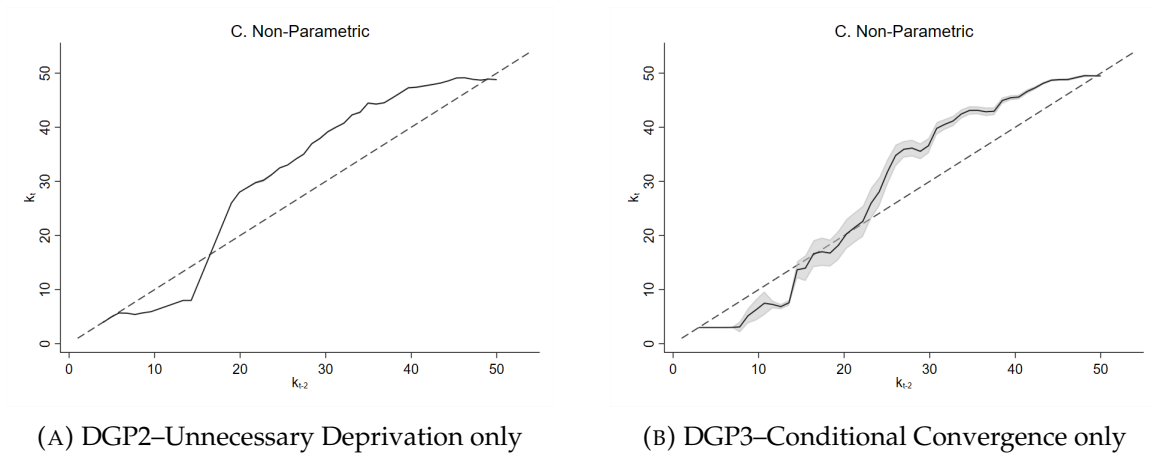 C. Non-Parametric
50
40
30
20
10
0
kt
0 10 20 30 40 50
kt-2
(A) DGP2–Unnecessary Deprivation only
C. Non-Parametric
50
40
30
20
10
0
kt
0 10 20 30 40 50
kt-2
(B) DGP3–Conditional Convergence only